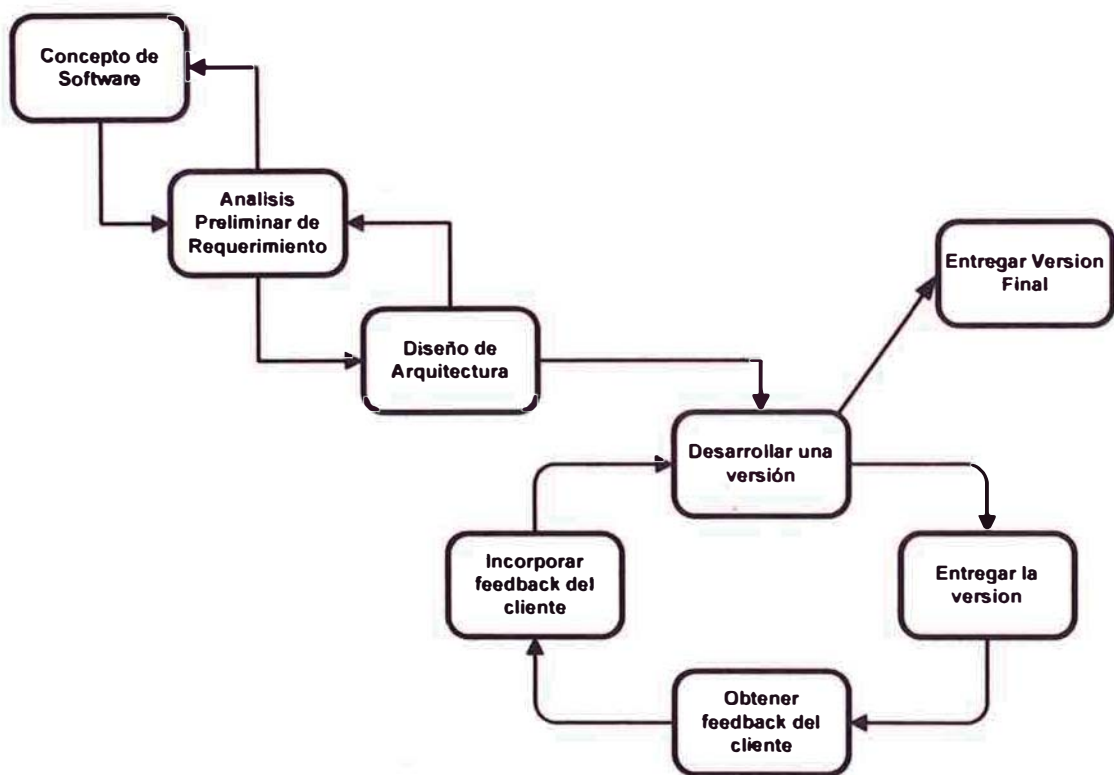 Concepto de
Software
Analisis
Preliminar de
Requerimiento
Diseño de
Arquitectura
Entregar Version
Final
Desarrollar una
versión
Incorporar
feedback del
cliente
Entregar la
version
Obtener
feedback del
cliente